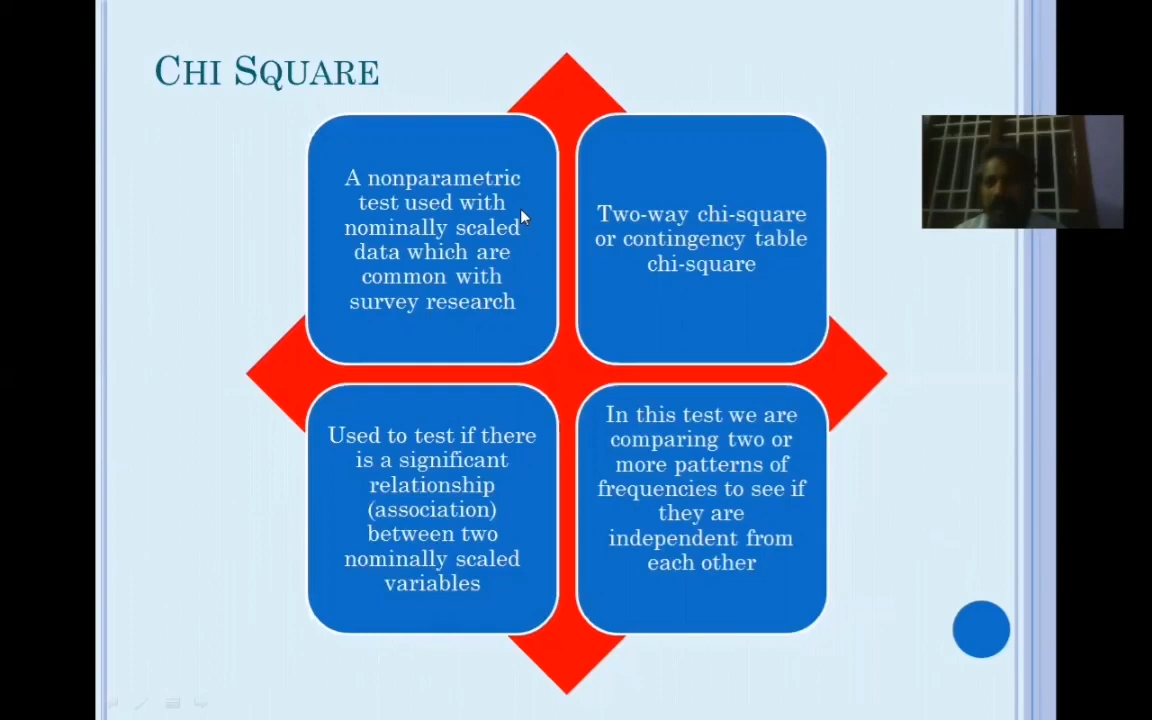 CHI SQUARE
A nonparametric
test used with
nominally scaled
data which are
common with
survey research
Two-way chi-square
or contingency table
chi-square
Used to test if there
is a significant
relationship
(association)
between two
nominally scaled
variables
In this test we are
comparing two or
more patterns of
frequencies to see if
they are
independent from
each other